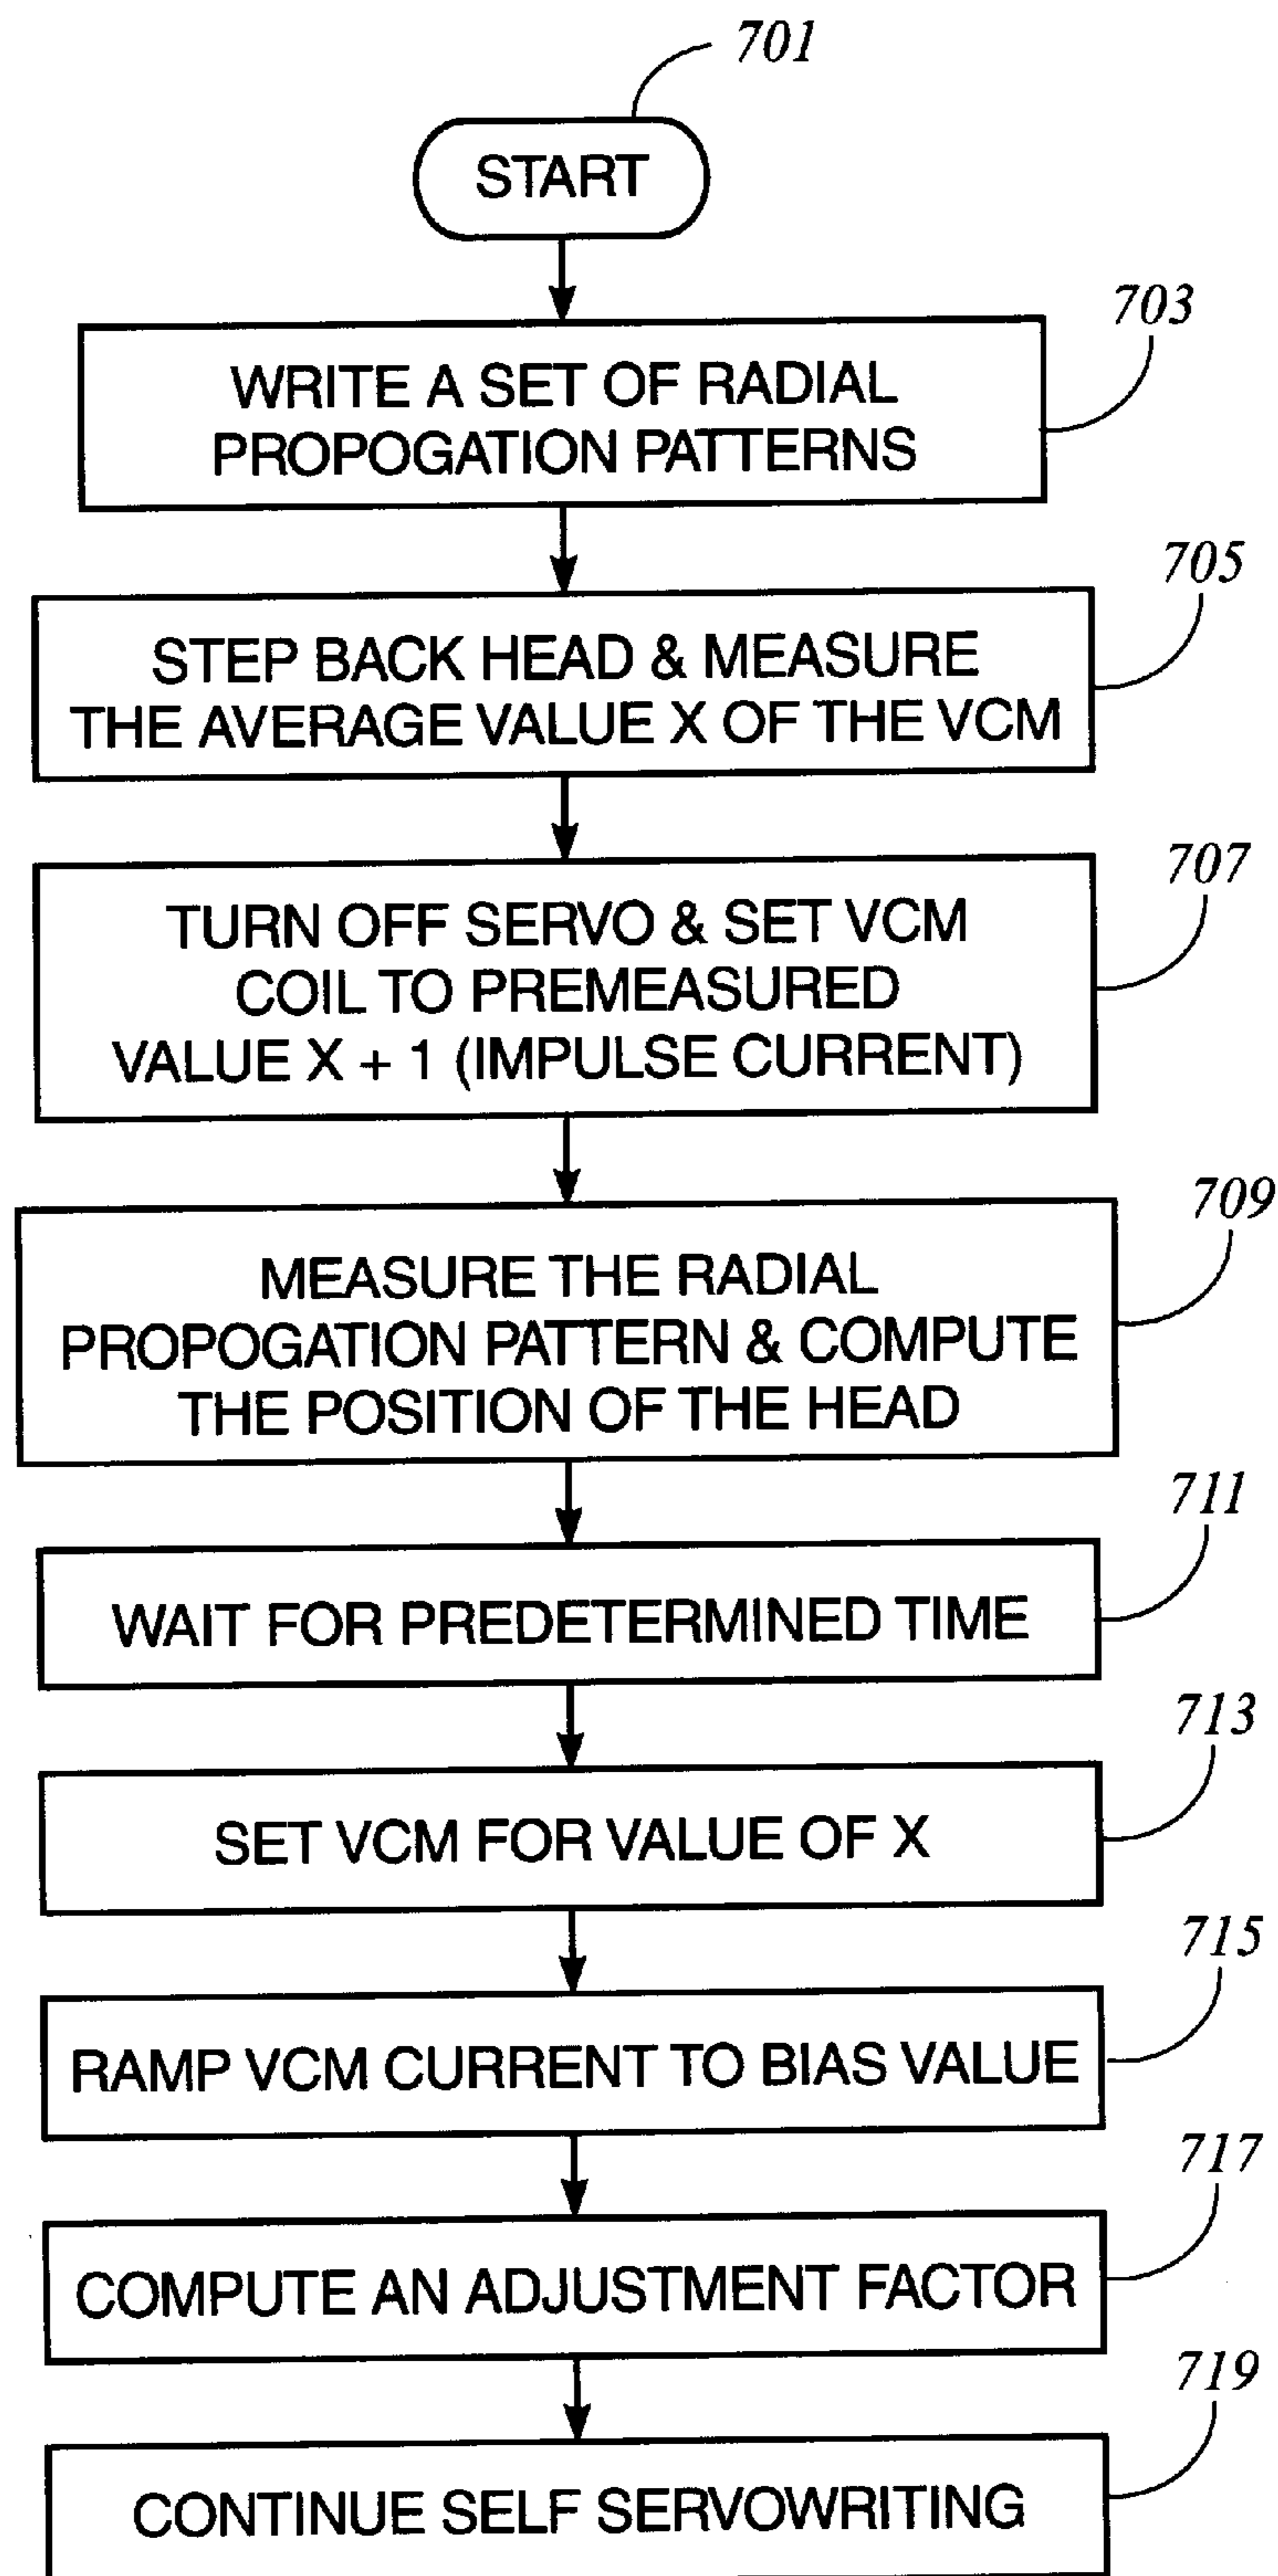 701
START
703
WRITE A SET OF RADIAL
PROPOGATION PATTERNS
705
STEP BACK HEAD & MEASURE
THE AVERAGE VALUE X OF THE VCM
707
TURN OFF SERVO & SET VCM
COIL TO PREMEASURED
VALUE X + 1 (IMPULSE CURRENT)
709
MEASURE THE RADIAL
PROPOGATION PATTERN & COMPUTE
THE POSITION OF THE HEAD
711
WAIT FOR PREDETERMINED TIME
713
SET VCM FOR VALUE OF X
715
RAMP VCM CURRENT TO BIAS VALUE
717
COMPUTE AN ADJUSTMENT FACTOR
719
CONTINUE SELF SERVOWRITING